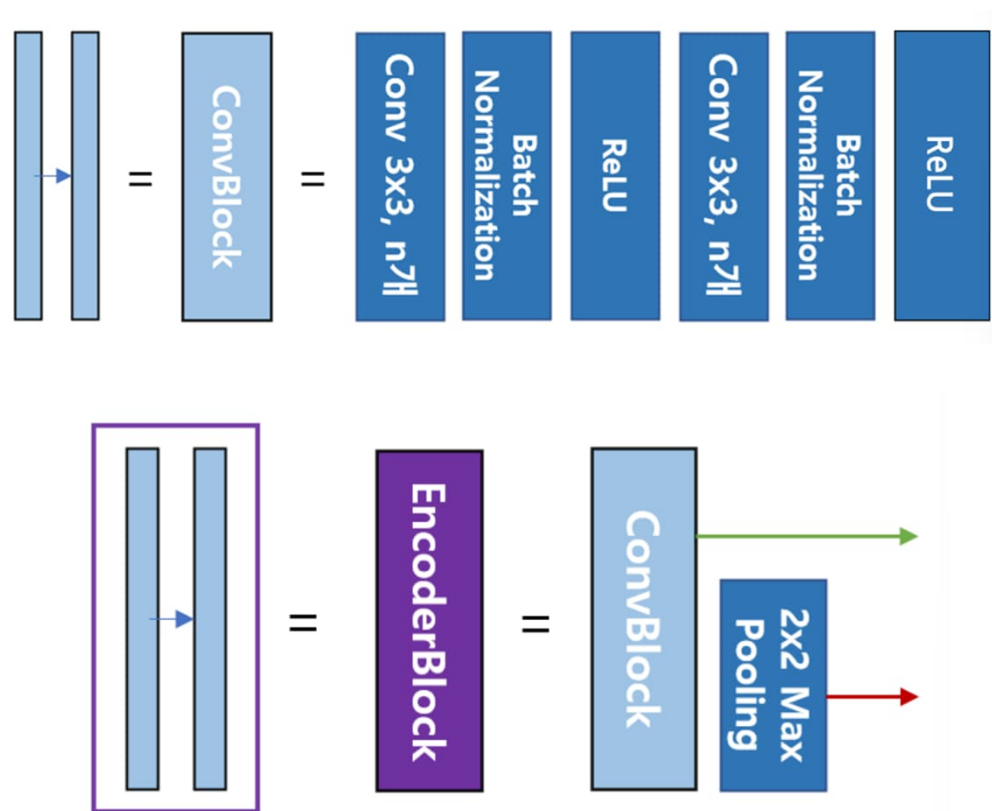 =
ConvBlock
=
Conv 3x3, n개
Batch
Normalization
ReLU
Conv 3x3, n개
Batch
Normalization
ReLU
=
EncoderBlock
=
ConvBlock
2x2 Max
Pooling